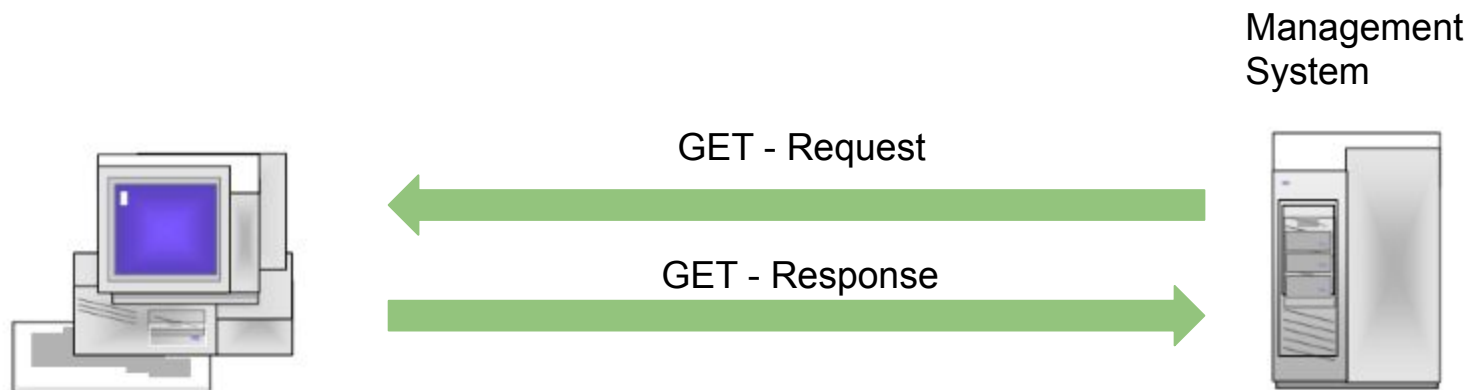 Management
System
GET - Request
GET - Response